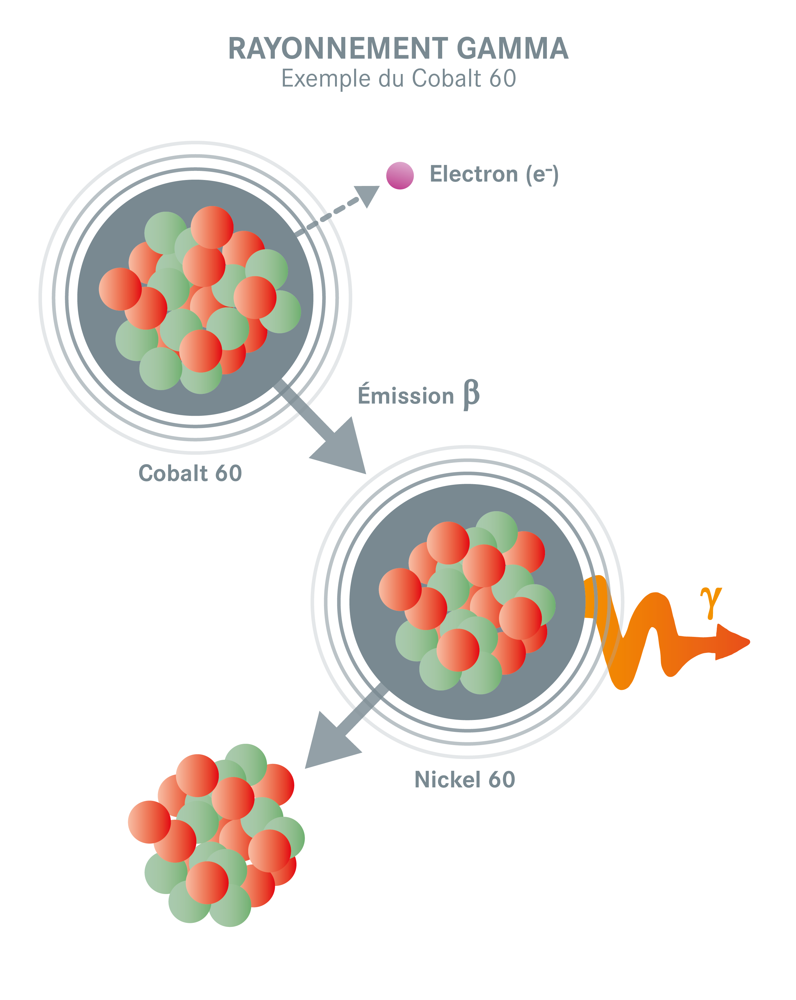 RAYONNEMENT GAMMA
Exemple du Cobalt 60
Electron (e⁻)
Émission β
Cobalt 60
γ
Nickel 60